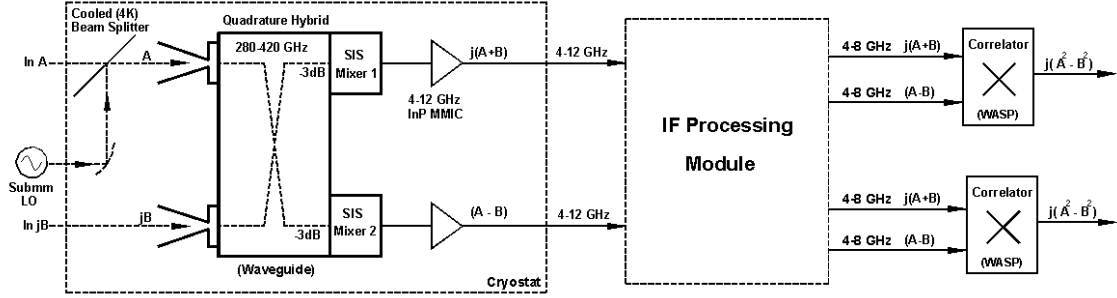 Cooled (4K)
Beam Splitter
Quadrature Hybrid
In A
A
280-420 GHz
-3dB
SIS
Mixer 1
j(A+B)
4-12 GHz
4-12 GHz
InP MMIC
Submm
LO
In jB
jB
-3dB
SIS
Mixer 2
(A - B)
4-12 GHz
(Waveguide)
Cryostat
IF Processing
Module
4-8 GHz j(A+B)
4-8 GHz (A-B)
Correlator
(WASP)
j(A² - B²)
4-8 GHz j(A+B)
4-8 GHz (A-B)
Correlator
(WASP)
j(A² - B²)